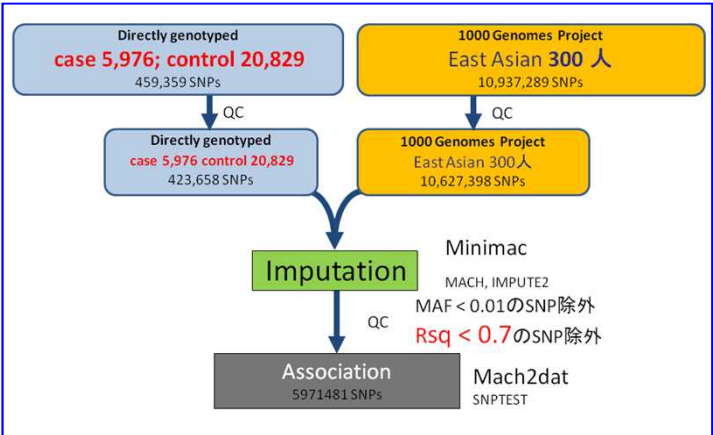 Directly genotyped
case 5,976; control 20,829
459,359 SNPs
1000 Genomes Project
East Asian 300 人
10,937,289 SNPs
QC
QC
Directly genotyped
case 5,976 control 20,829
423,658 SNPs
1000 Genomes Project
East Asian 300人
10,627,398 SNPs
Imputation
Minimac
MACH, IMPUTE2
QC
MAF < 0.01のSNP除外
Rsq < 0.7のSNP除外
Association
5971481 SNPs
Mach2dat
SNPTEST